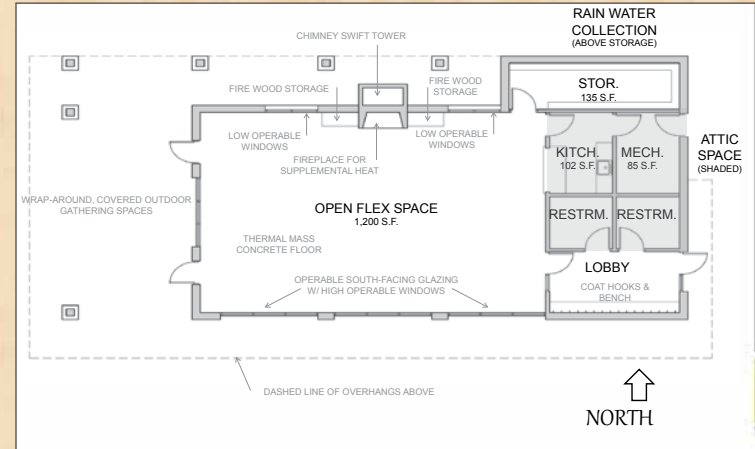 RAIN WATER
COLLECTION
(ABOVE STORAGE)
CHIMNEY SWIFT TOWER
FIRE WOOD STORAGE
FIRE WOOD
STORAGE
STOR.
135 S.F.
LOW OPERABLE
WINDOWS
FIREPLACE FOR
SUPPLEMENTAL HEAT
LOW OPERABLE
WINDOWS
KITCH.
102 S.F.
MECH.
85 S.F.
ATTIC
SPACE
(SHADED)
WRAP-AROUND, COVERED OUTDOOR
GATHERING SPACES
OPEN FLEX SPACE
1,200 S.F.
RESTRM.
RESTRM.
THERMAL MASS
CONCRETE FLOOR
LOBBY
COAT HOOKS &
BENCH
OPERABLE SOUTH-FACING GLAZING
W/ HIGH OPERABLE WINDOWS
DASHED LINE OF OVERHANGS ABOVE
NORTH